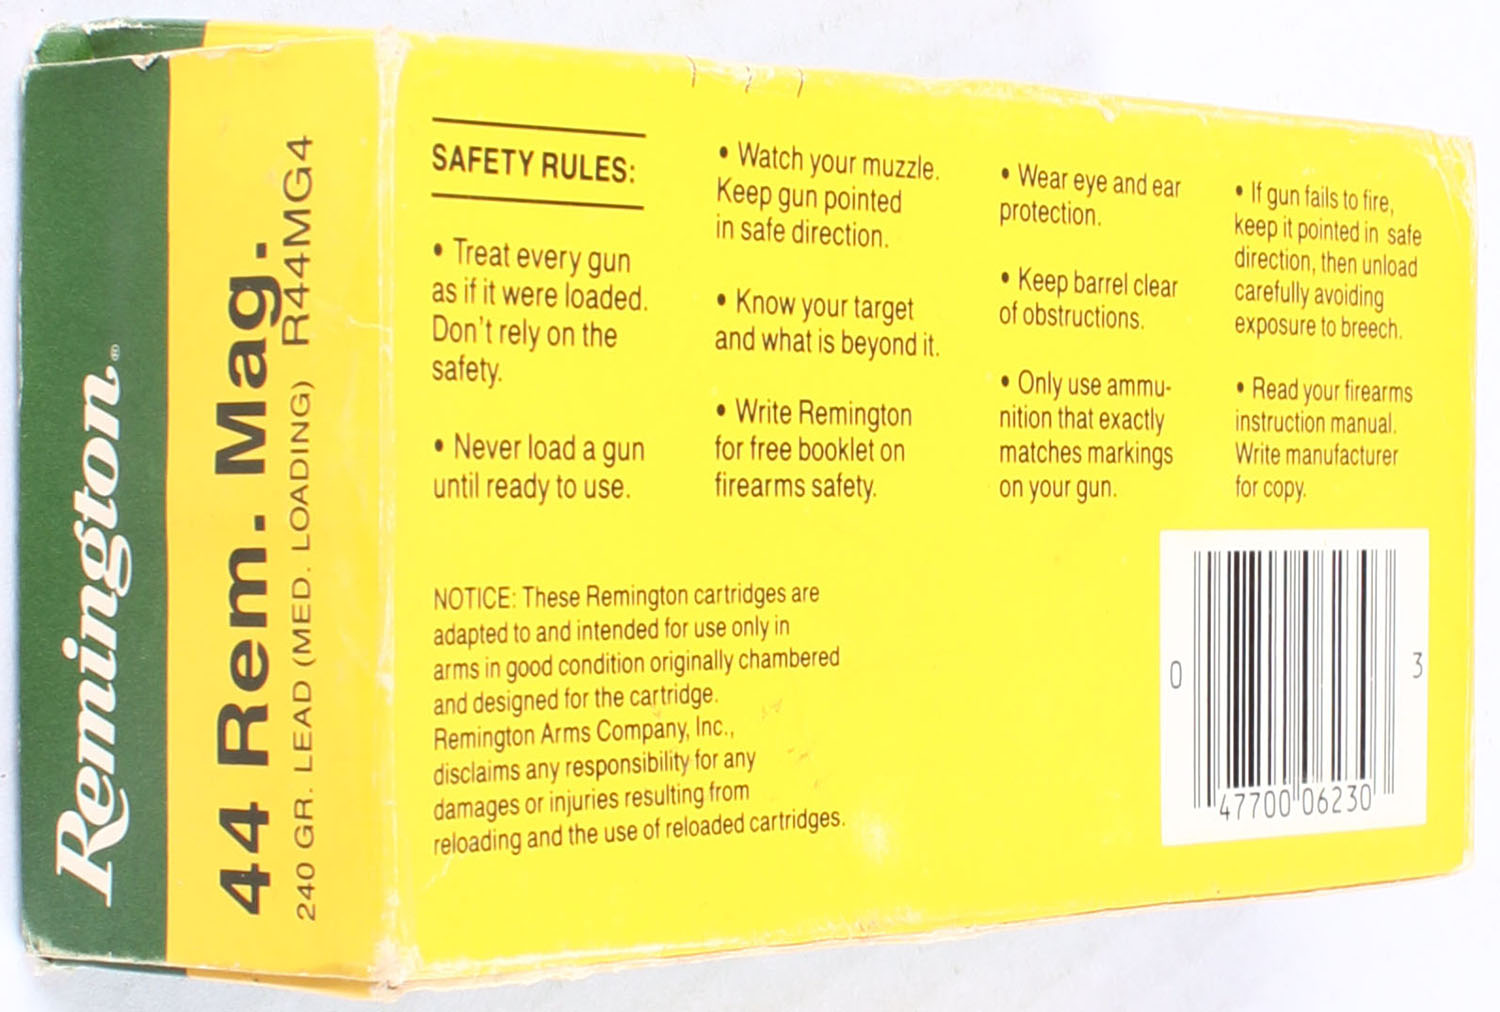 Remington®
44 Rem. Mag.
240 GR. LEAD (MED. LOADING) R44MG4
SAFETY RULES:
• Treat every gun
as if it were loaded.
Don't rely on the
safety.
• Never load a gun
until ready to use.
• Watch your muzzle.
Keep gun pointed
in safe direction.
• Know your target
and what is beyond it.
• Write Remington
for free booklet on
firearms safety.
• Wear eye and ear
protection.
• Keep barrel clear
of obstructions.
• Only use ammu-
nition that exactly
matches markings
on your gun.
• If gun fails to fire,
keep it pointed in safe
direction, then unload
carefully avoiding
exposure to breech.
• Read your firearms
instruction manual.
Write manufacturer
for copy.
NOTICE: These Remington cartridges are
adapted to and intended for use only in
arms in good condition originally chambered
and designed for the cartridge.
Remington Arms Company, Inc.,
disclaims any responsibility for any
damages or injuries resulting from
reloading and the use of reloaded cartridges.
0 47700 06230 3